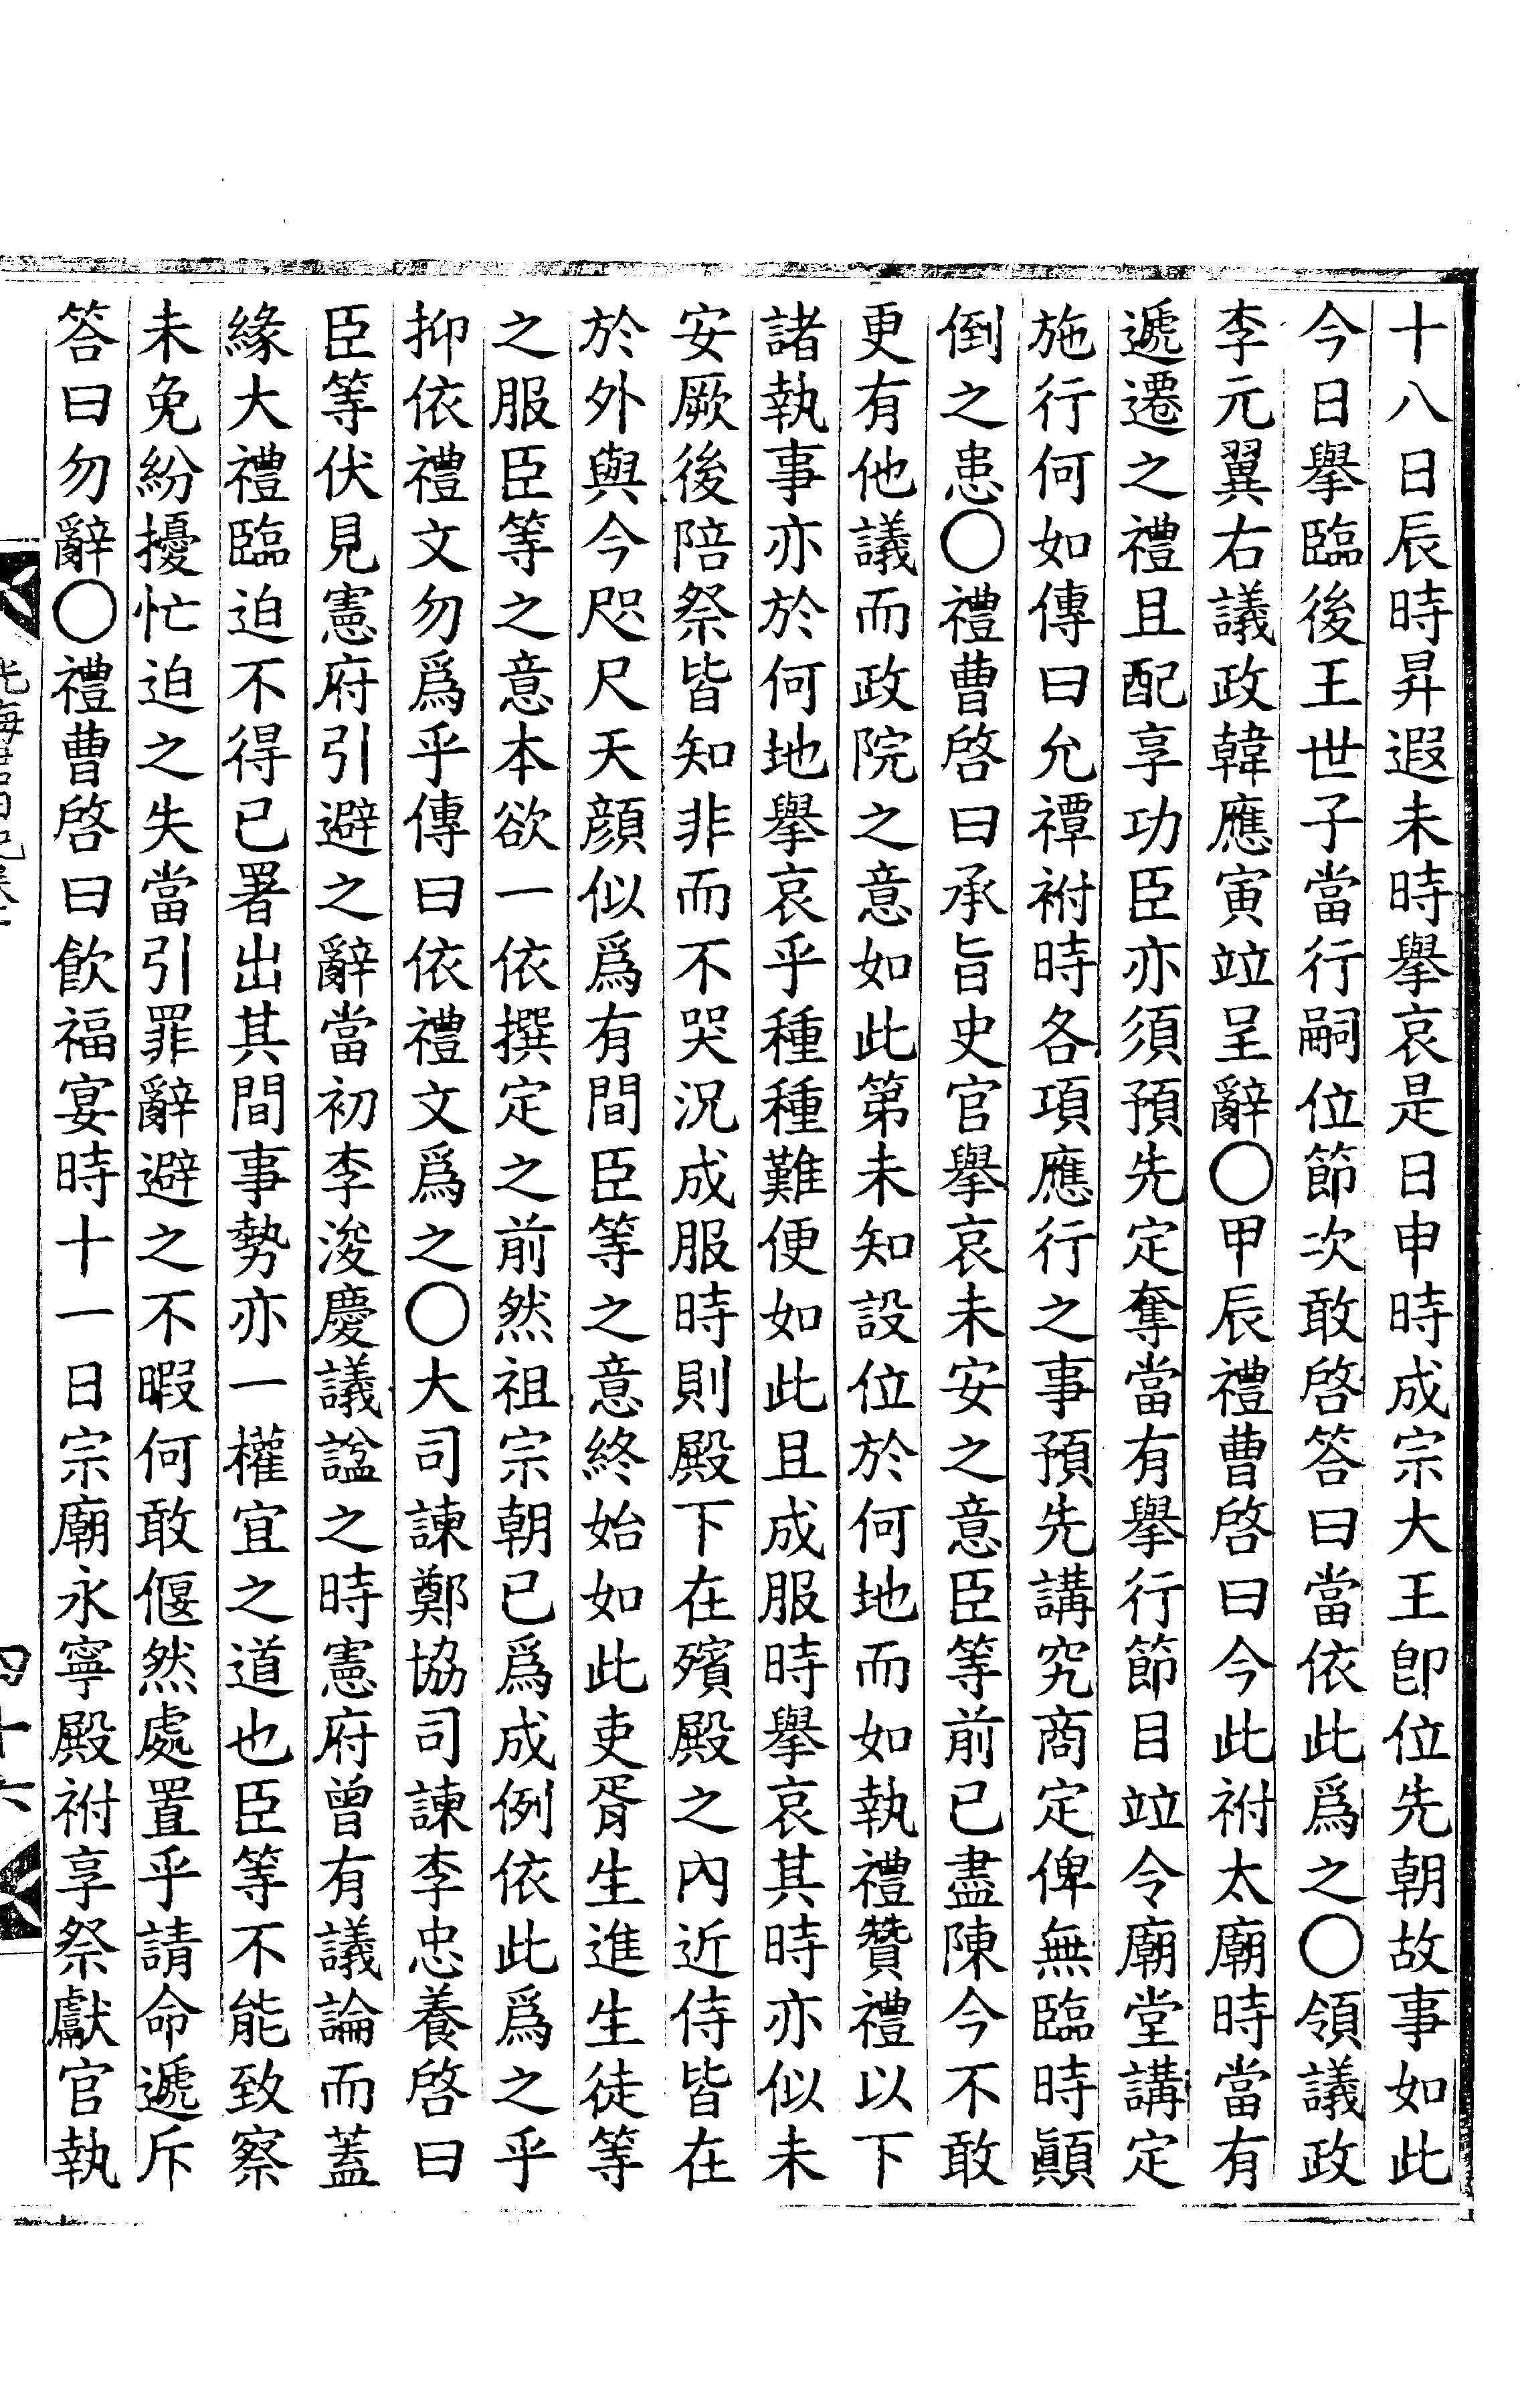 十八日辰時昇遐未時擧哀是日申時成宗大王卽位先朝故事如此
今日擧臨後王世子當行嗣位節次敢啓答曰當依此爲之○領議政
李元翼右議政韓應寅竝呈辭○甲辰禮曹啓曰今此祔太廟時當有
遞遷之禮且配享功臣亦須預先定奪當有擧行節目竝令廟堂講定
施行何如傳曰允禫祔時各項應行之事預先講究商定俾無臨時顚
倒之患○禮曹啓曰承旨史官擧哀未安之意臣等前已盡陳今不敢
更有他議而政院之意如此第未知設位於何地而如執禮贊禮以下
諸執事亦於何地擧哀乎種種難便如此且成服時擧哀其時亦似未
安厥後陪祭皆知非而不哭況成服時則殿下在殯殿之內近侍皆在
於外與今咫尺天顔似爲有間臣等之意終始如此吏胥生進生徒等
之服臣等之意本欲一依撰定之前然祖宗朝已爲成例依此爲之乎
抑依禮文勿爲乎傳曰依禮文爲之○大司諫鄭協司諫李忠養啓曰
臣等伏見憲府引避之辭當初李浚慶議諡之時憲府曾有議論而蓋
緣大禮臨迫不得已署出其間事勢亦一權宜之道也臣等不能致察
未免紛擾忙迫之失當引罪辭避之不暇何敢偃然處置乎請命遞斥
答曰勿辭○禮曹啓曰飮福宴時十一日宗廟永寧殿祔享祭獻官執